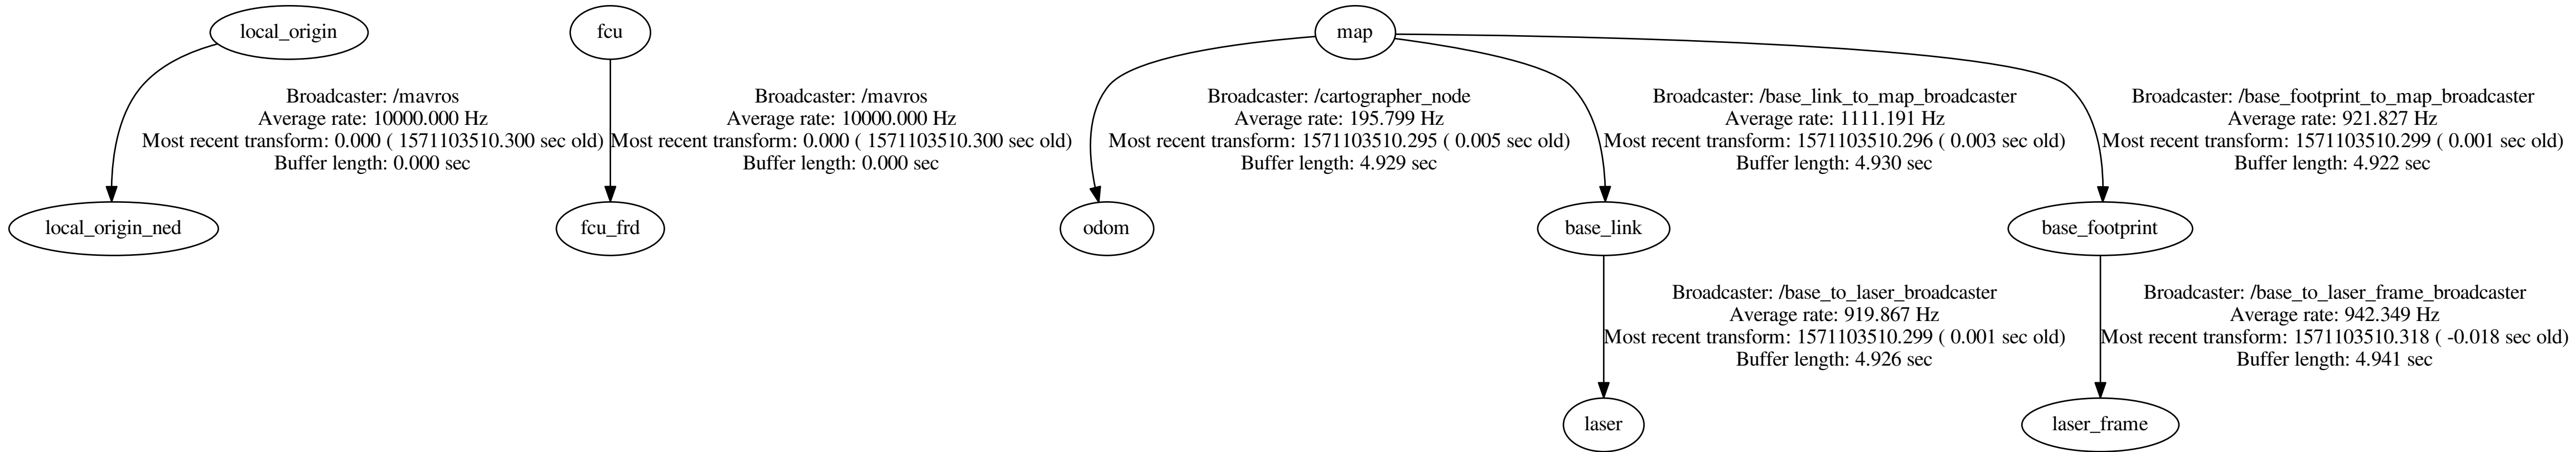 local_origin
fcu
map
Broadcaster: /mavros
Average rate: 10000.000 Hz
Most recent transform: 0.000 ( 1571103510.300 sec old)
Buffer length: 0.000 sec
Broadcaster: /mavros
Average rate: 10000.000 Hz
Most recent transform: 0.000 ( 1571103510.300 sec old)
Buffer length: 0.000 sec
Broadcaster: /cartographer_node
Average rate: 195.799 Hz
Most recent transform: 1571103510.295 ( 0.005 sec old)
Buffer length: 4.929 sec
Broadcaster: /base_link_to_map_broadcaster
Average rate: 1111.191 Hz
Most recent transform: 1571103510.296 ( 0.003 sec old)
Buffer length: 4.930 sec
Broadcaster: /base_footprint_to_map_broadcaster
Average rate: 921.827 Hz
Most recent transform: 1571103510.299 ( 0.001 sec old)
Buffer length: 4.922 sec
local_origin_ned
fcu_frd
odom
base_link
base_footprint
Broadcaster: /base_to_laser_broadcaster
Average rate: 919.867 Hz
Most recent transform: 1571103510.299 ( 0.001 sec old)
Buffer length: 4.926 sec
Broadcaster: /base_to_laser_frame_broadcaster
Average rate: 942.349 Hz
Most recent transform: 1571103510.318 ( -0.018 sec old)
Buffer length: 4.941 sec
laser
laser_frame